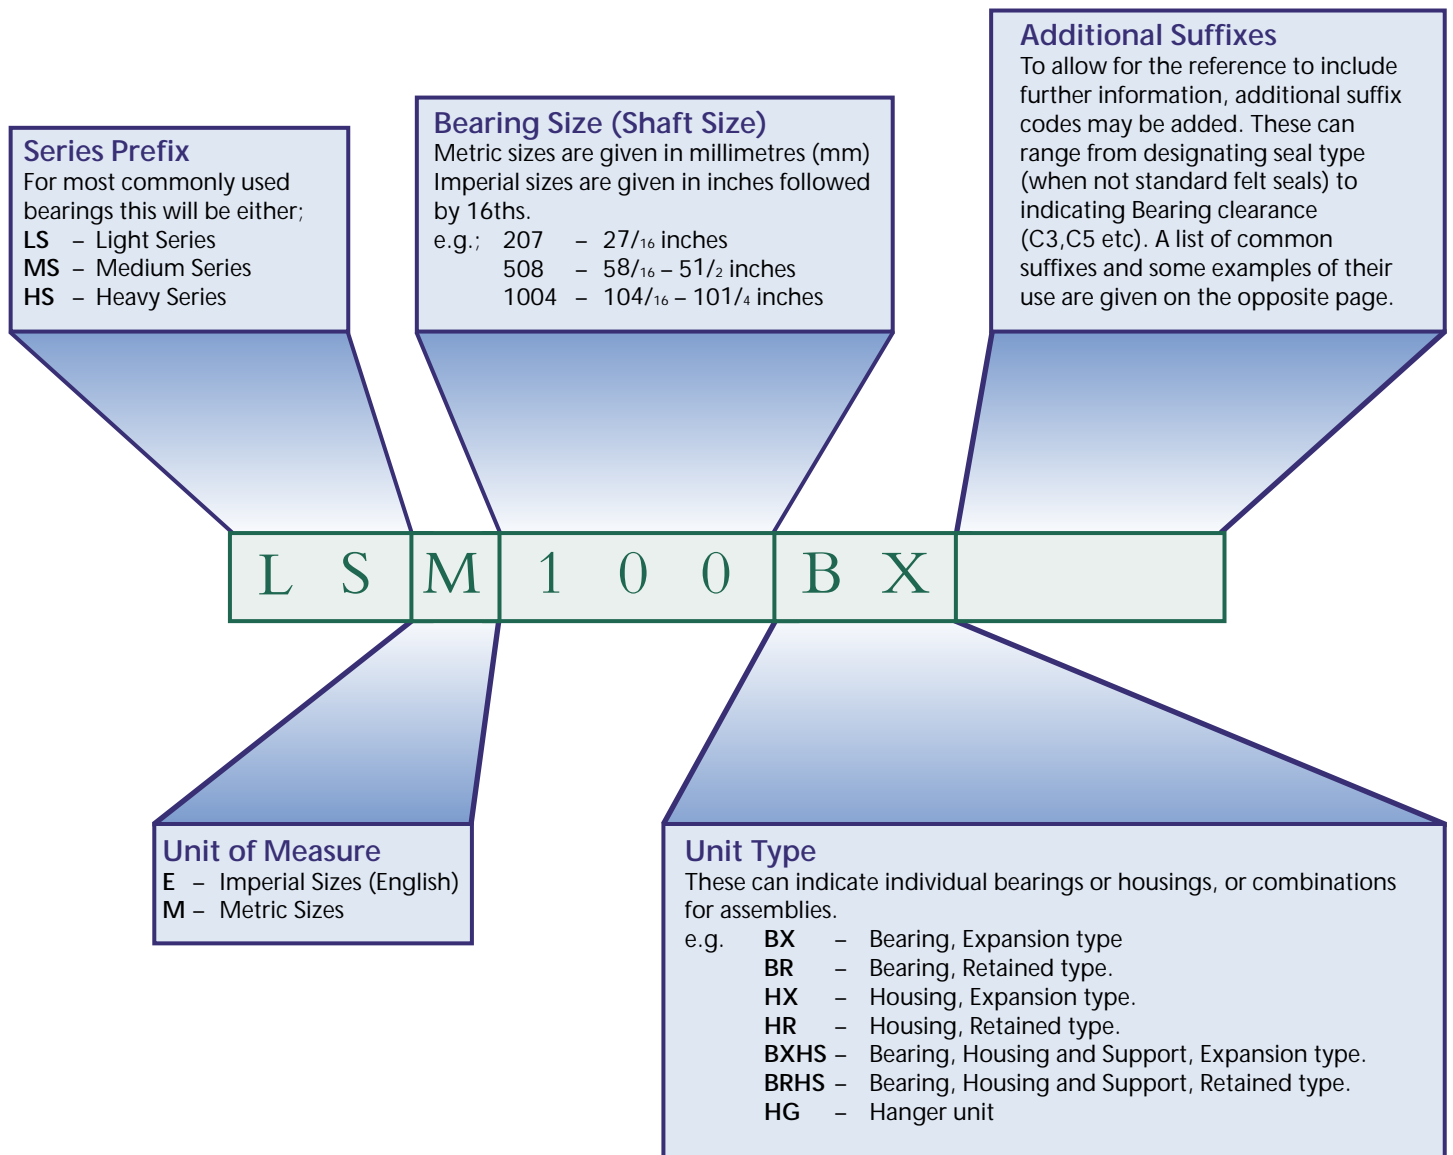 Additional Suffixes
To allow for the reference to include
further information, additional suffix
codes may be added. These can
range from designating seal type
(when not standard felt seals) to
indicating Bearing clearance
(C3,C5 etc). A list of common
suffixes and some examples of their
use are given on the opposite page.
Bearing Size (Shaft Size)
Metric sizes are given in millimetres (mm)
Imperial sizes are given in inches followed
by 16ths.
e.g.; 207 – 27/16 inches
508 – 58/16 – 51/2 inches
1004 – 104/16 – 101/4 inches
Series Prefix
For most commonly used
bearings this will be either;
LS – Light Series
MS – Medium Series
HS – Heavy Series
L S M 1 0 0 B X
Unit of Measure
E – Imperial Sizes (English)
M – Metric Sizes
Unit Type
These can indicate individual bearings or housings, or combinations
for assemblies.
e.g. BX – Bearing, Expansion type
BR – Bearing, Retained type.
HX – Housing, Expansion type.
HR – Housing, Retained type.
BXHS – Bearing, Housing and Support, Expansion type.
BRHS – Bearing, Housing and Support, Retained type.
HG – Hanger unit